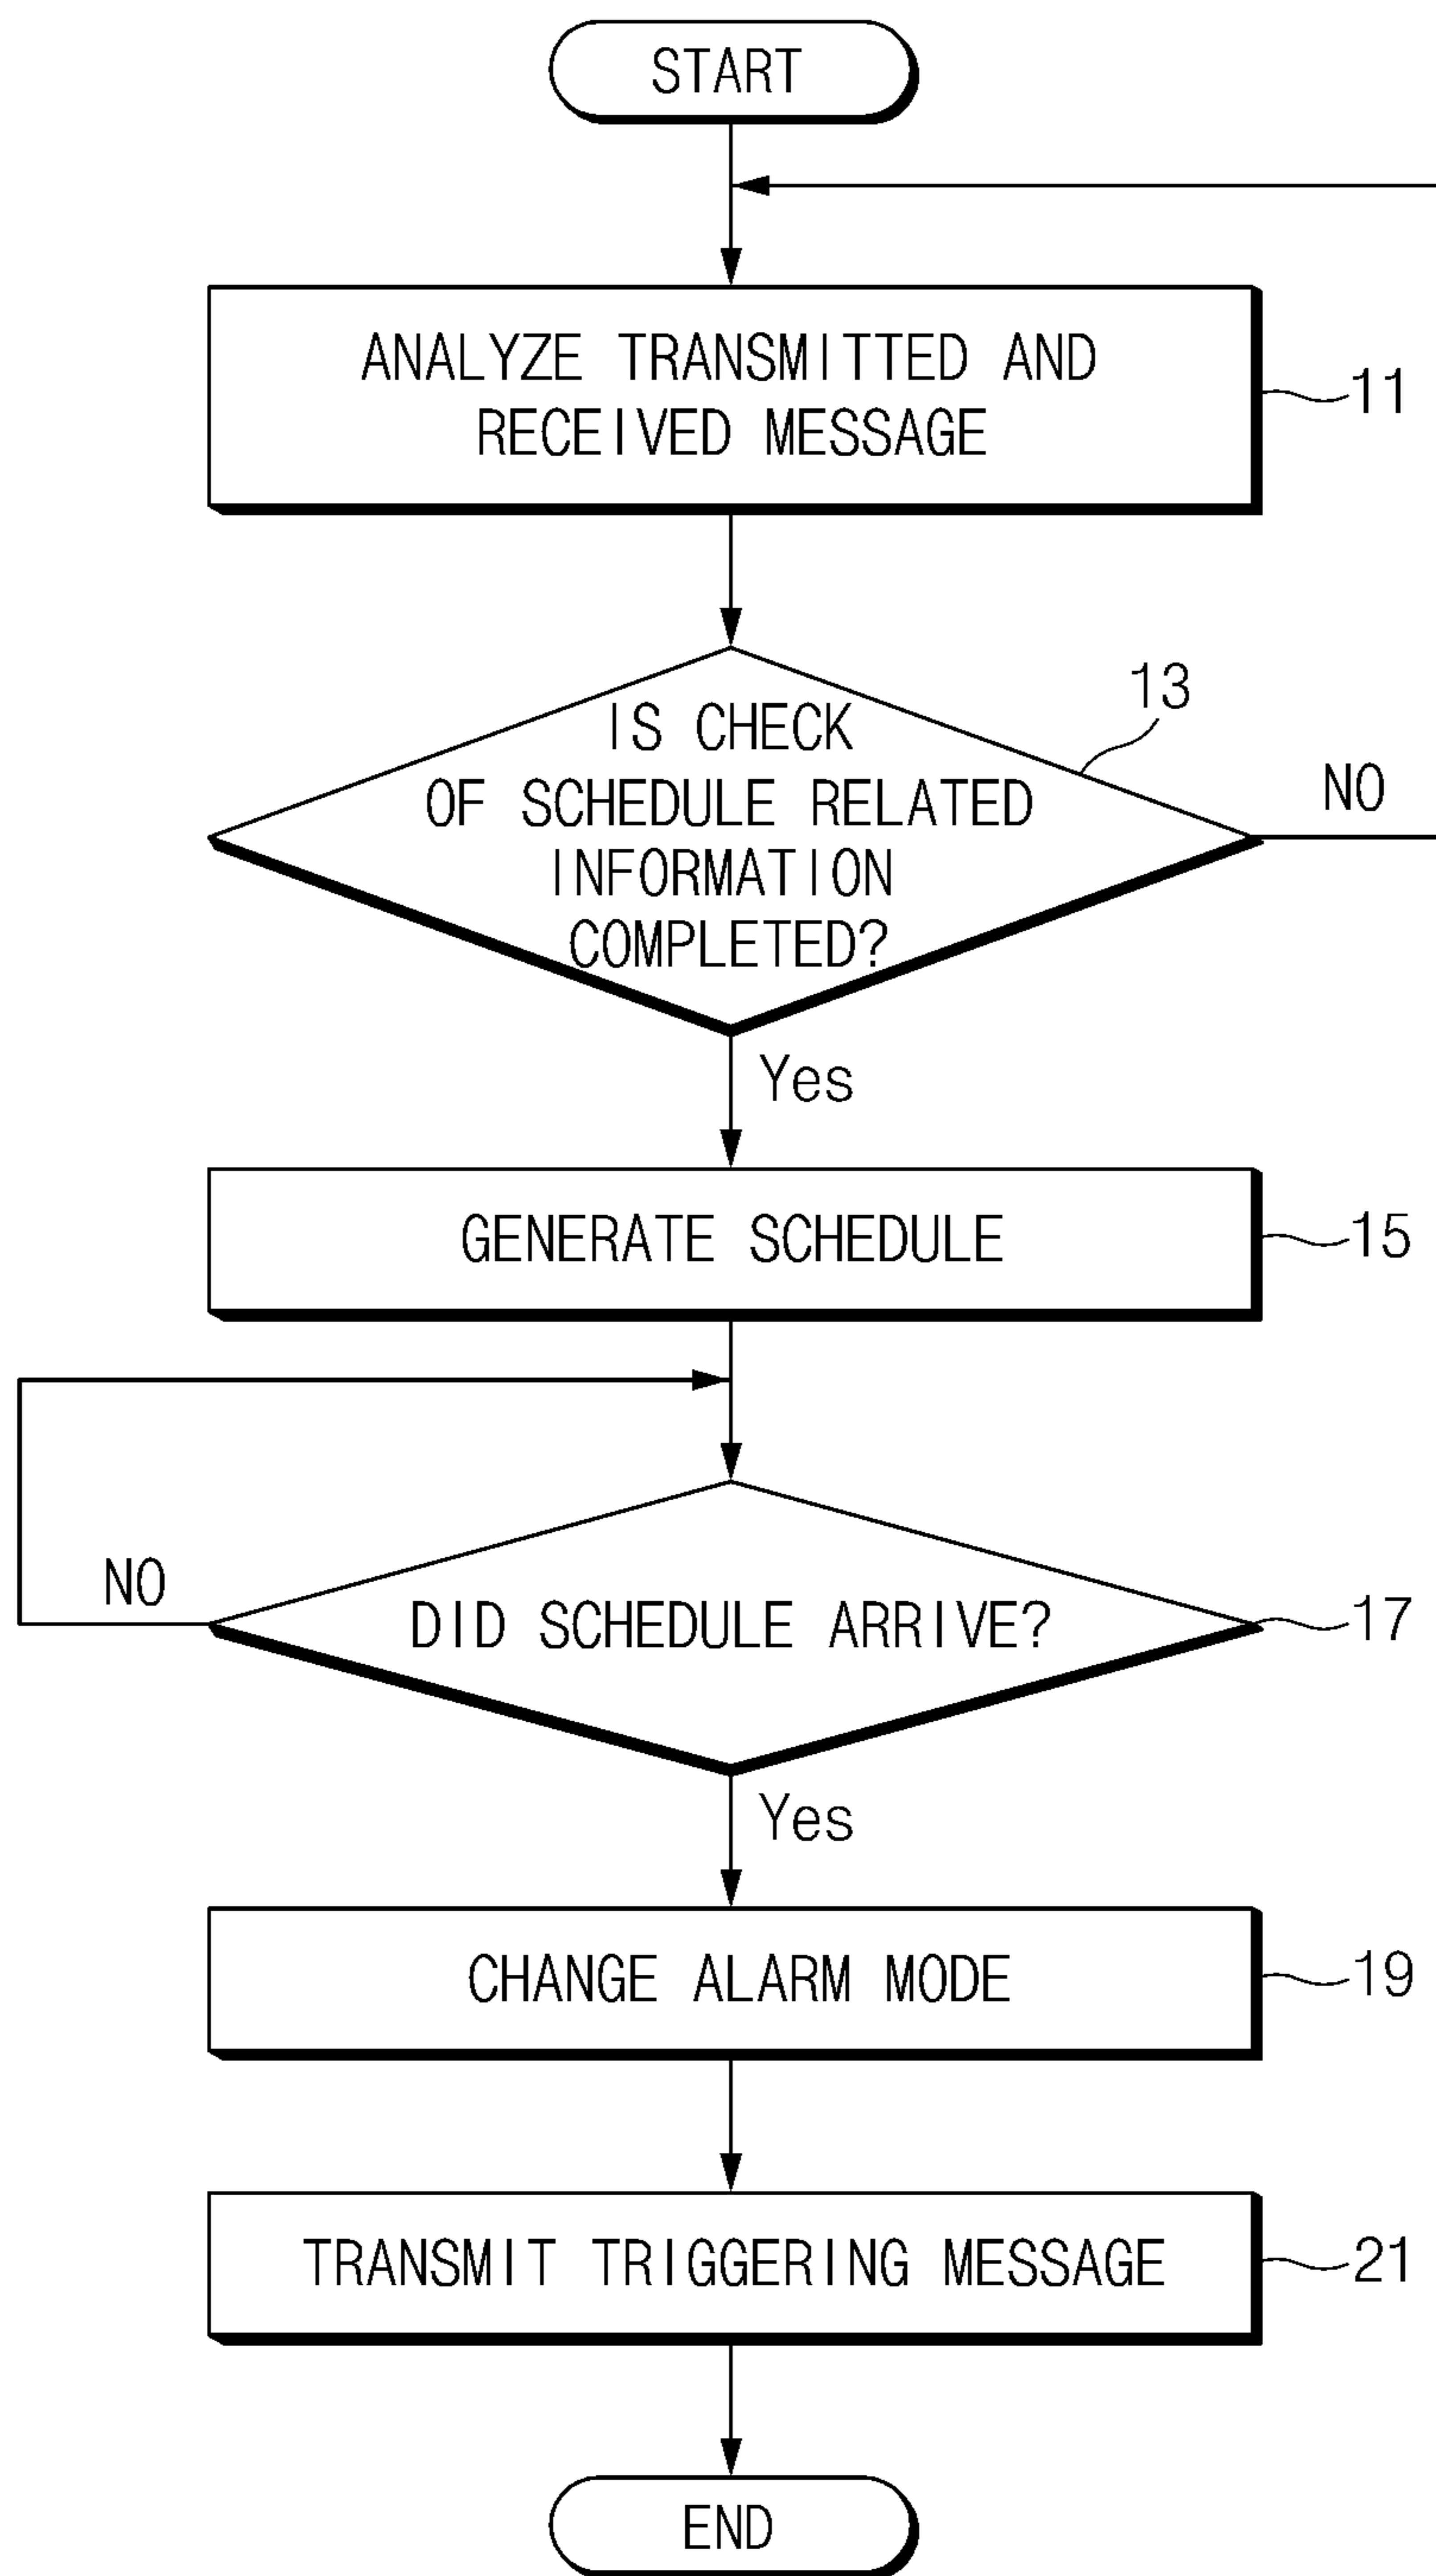 START
ANALYZE TRANSMITTED AND
RECEIVED MESSAGE
11
13
IS CHECK
OF SCHEDULE RELATED
INFORMATION
COMPLETED?
NO
Yes
GENERATE SCHEDULE
15
NO
DID SCHEDULE ARRIVE?
17
Yes
CHANGE ALARM MODE
19
TRANSMIT TRIGGERING MESSAGE
21
END